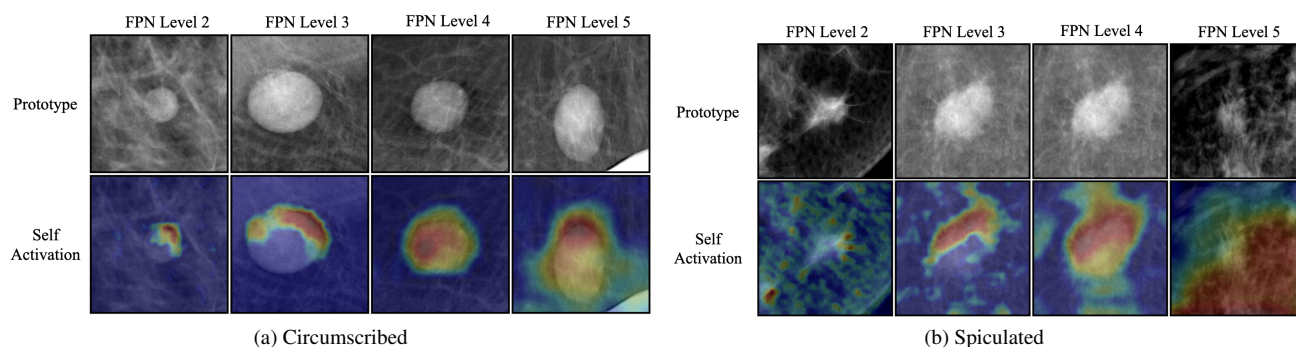 FPN Level 2 FPN Level 3 FPN Level 4 FPN Level 5
Prototype
Self
Activation
(a) Circumscribed
FPN Level 2 FPN Level 3 FPN Level 4 FPN Level 5
Prototype
Self
Activation
(b) Spiculated